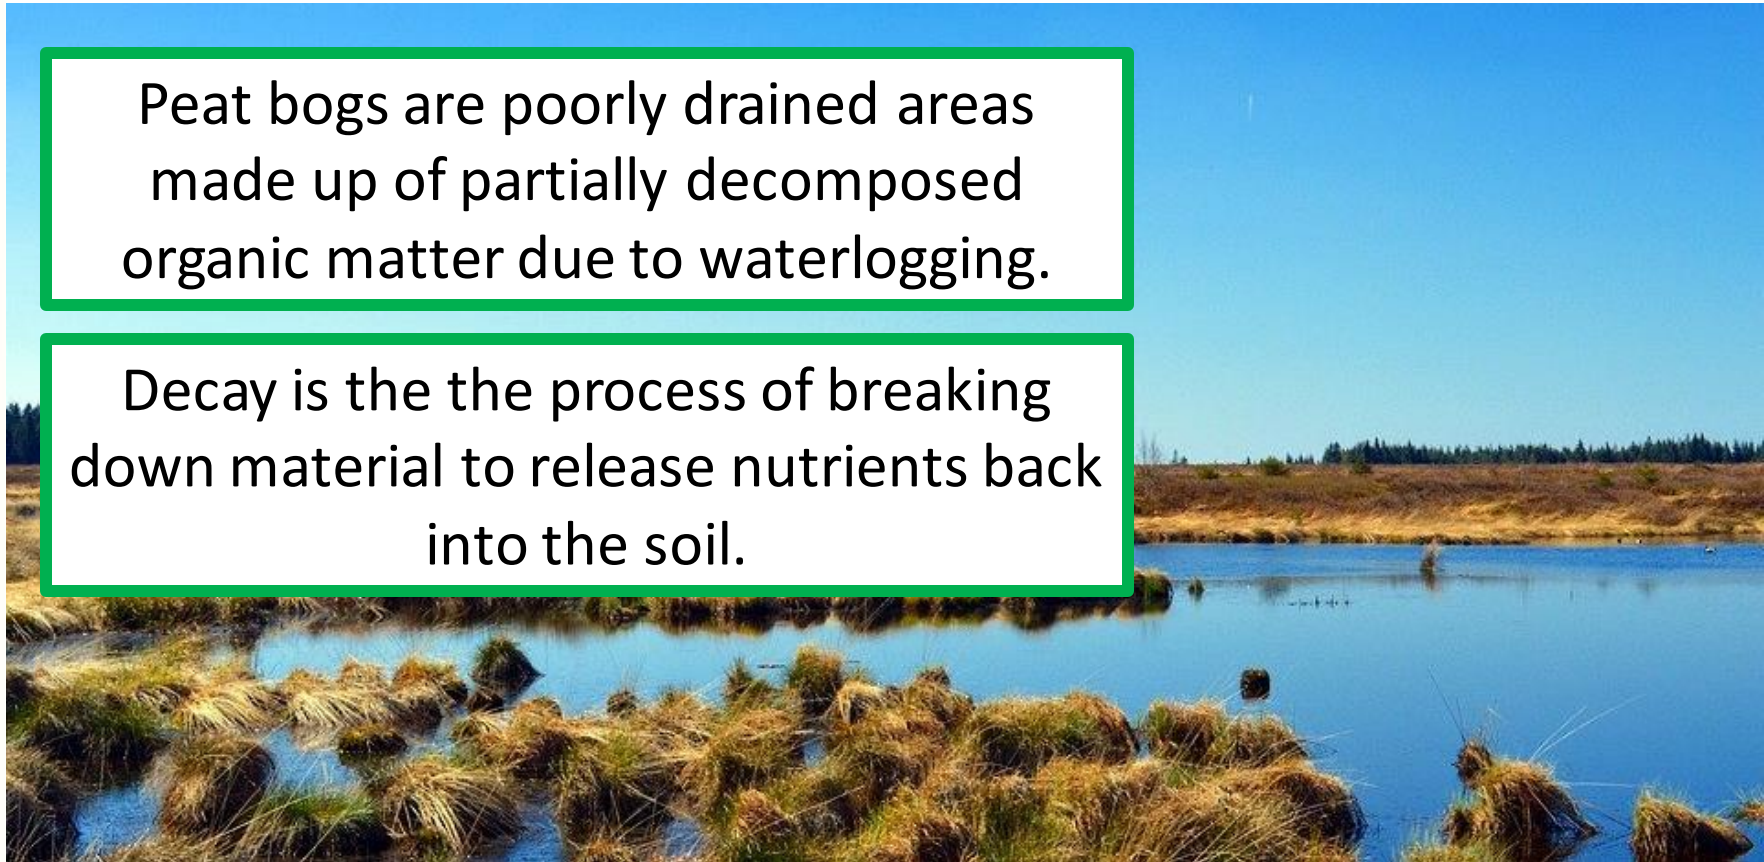 Peat bogs are poorly drained areas
made up of partially decomposed
organic matter due to waterlogging.
Decay is the the process of breaking
down material to release nutrients back
into the soil.